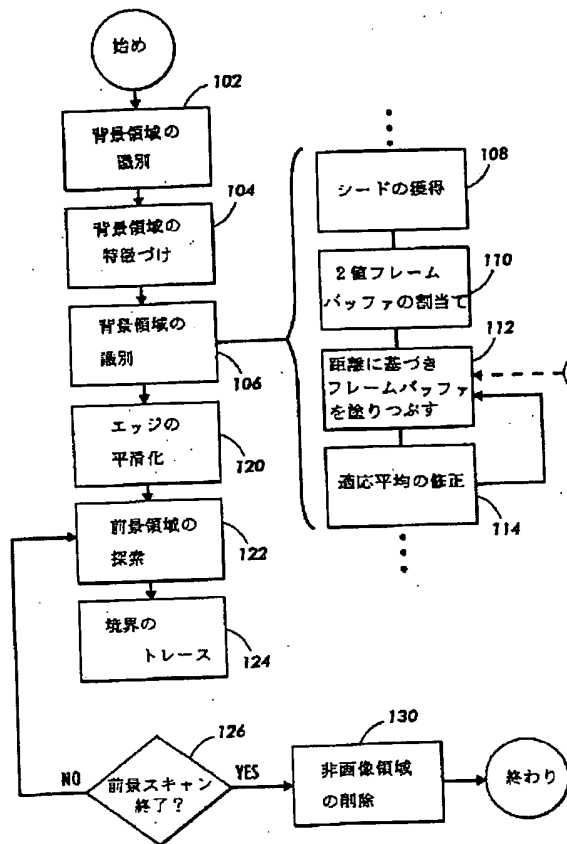 始め
102
背景領域の
識別
104
背景領域の
特徴づけ
背景領域の
識別
106
エッジの
平滑化
120
前景領域の
探索
122
境界の
トレース
124
126
前景スキャン
終了?
NO
YES
130
非画像領域
の削除
終わり
108
シードの獲得
2値フレーム
バッファの割当て
110
112
距離に基づき
フレームバッファ
を塗りつぶす
適応平均の修正
114